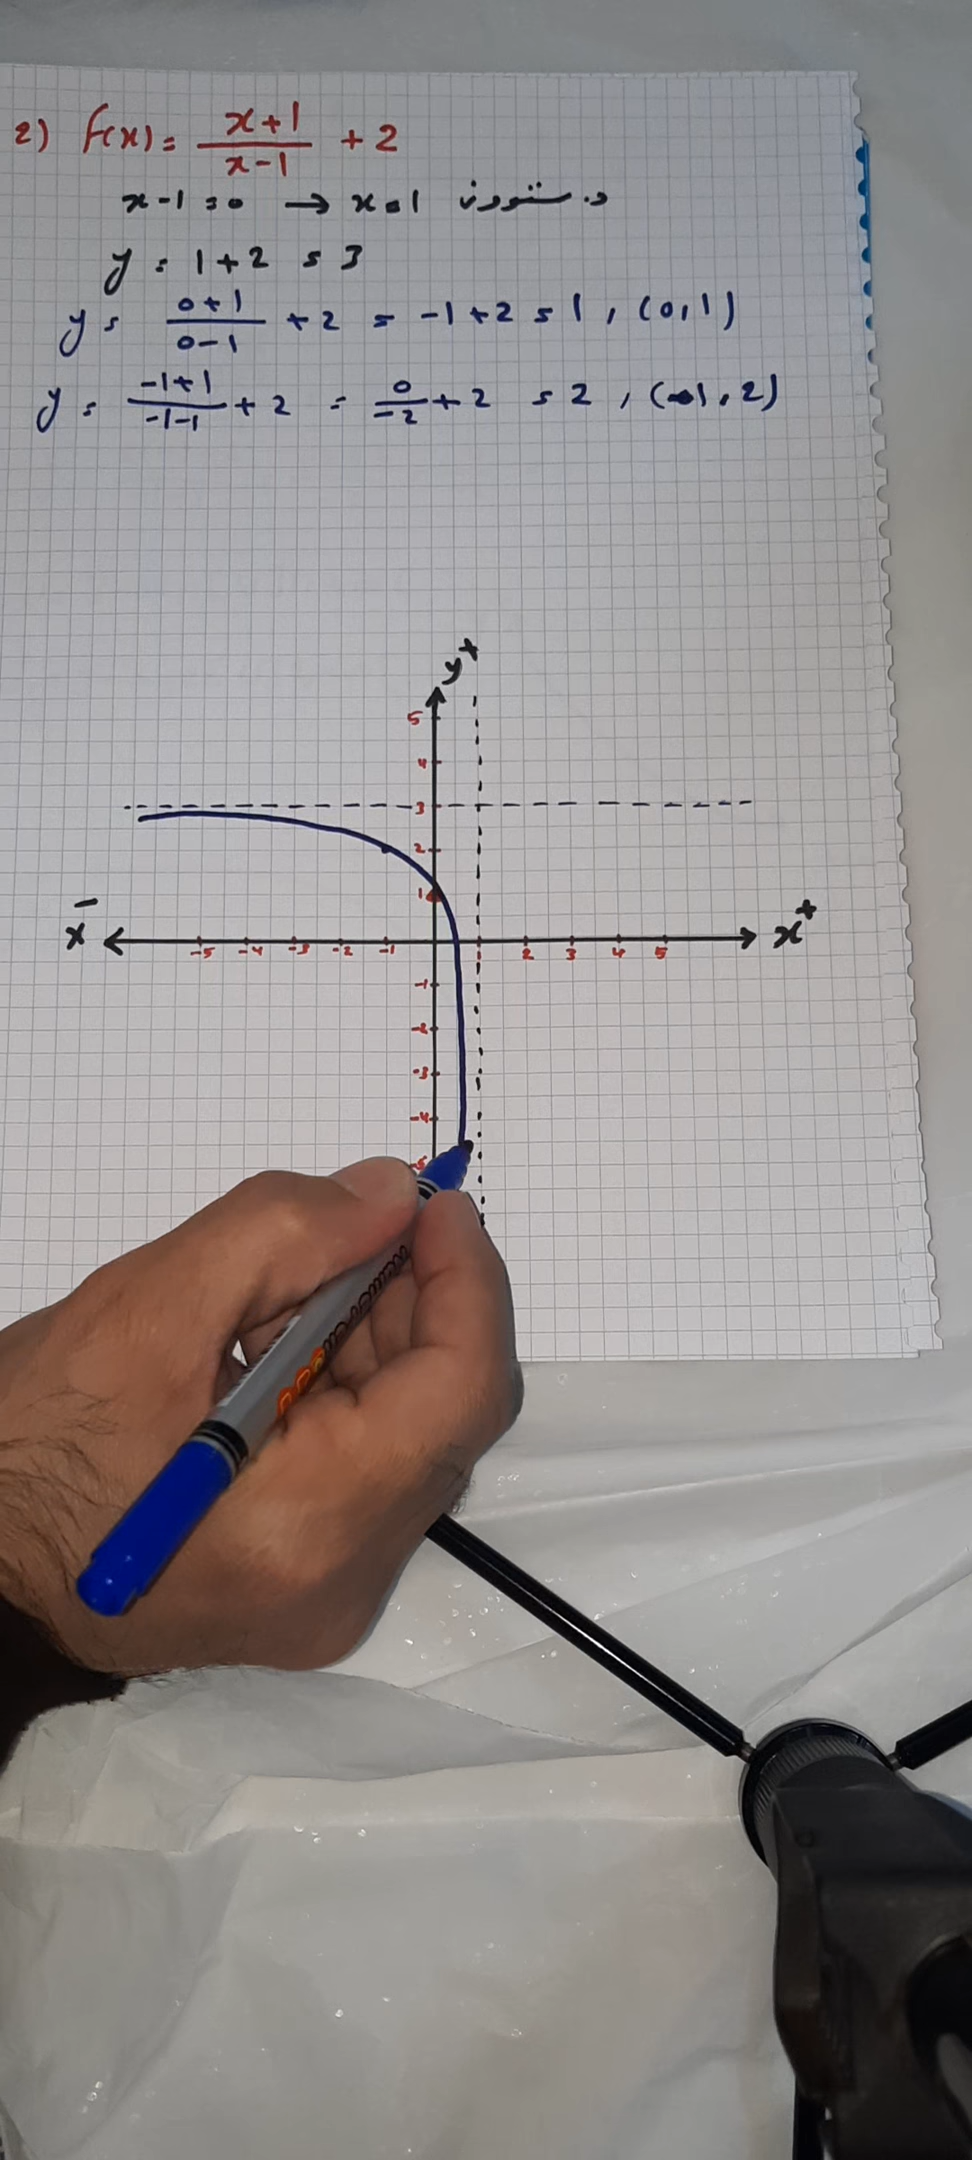 2) f(x) = x+1/x-1 + 2
x-1 = 0 → x = 1
y = 1+2 = 3
y = 0+1/0-1 + 2 = -1+2 = 1, (0,1)
y = -1+1/-1-1 + 2 = 0/-2 + 2 = 2, (-1,2)
y+
5
4
3
2
1
x- -5 -4 -3 -2 -1 2 3 4 5 x+
-1
-2
-3
-4
-5